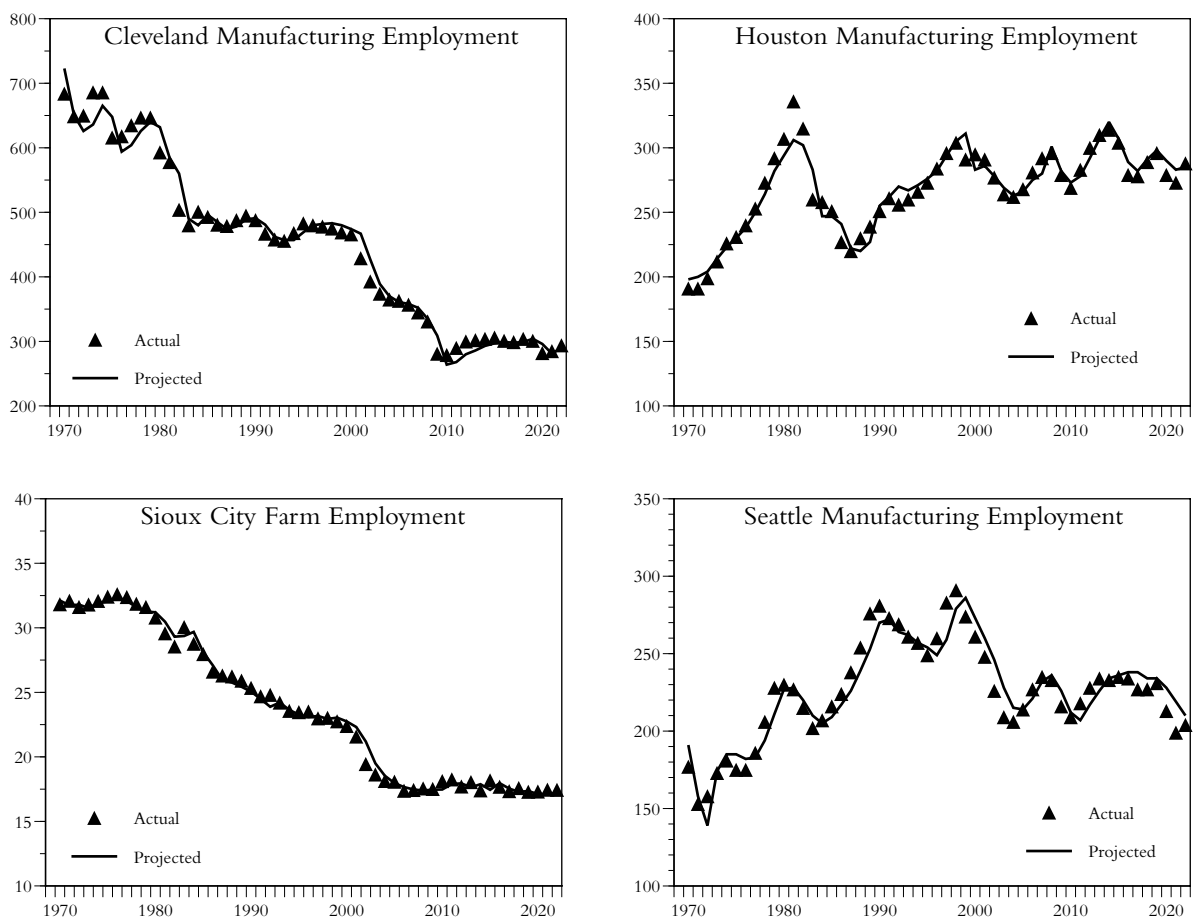 Cleveland Manufacturing Employment
800
700
600
500
400
300
200
Actual
Projected
1970 1980 1990 2000 2010 2020
Houston Manufacturing Employment
400
350
300
250
200
150
100
Actual
Projected
1970 1980 1990 2000 2010 2020
Sioux City Farm Employment
40
35
30
25
20
15
10
Actual
Projected
1970 1980 1990 2000 2010 2020
Seattle Manufacturing Employment
350
300
250
200
150
100
Actual
Projected
1970 1980 1990 2000 2010 2020